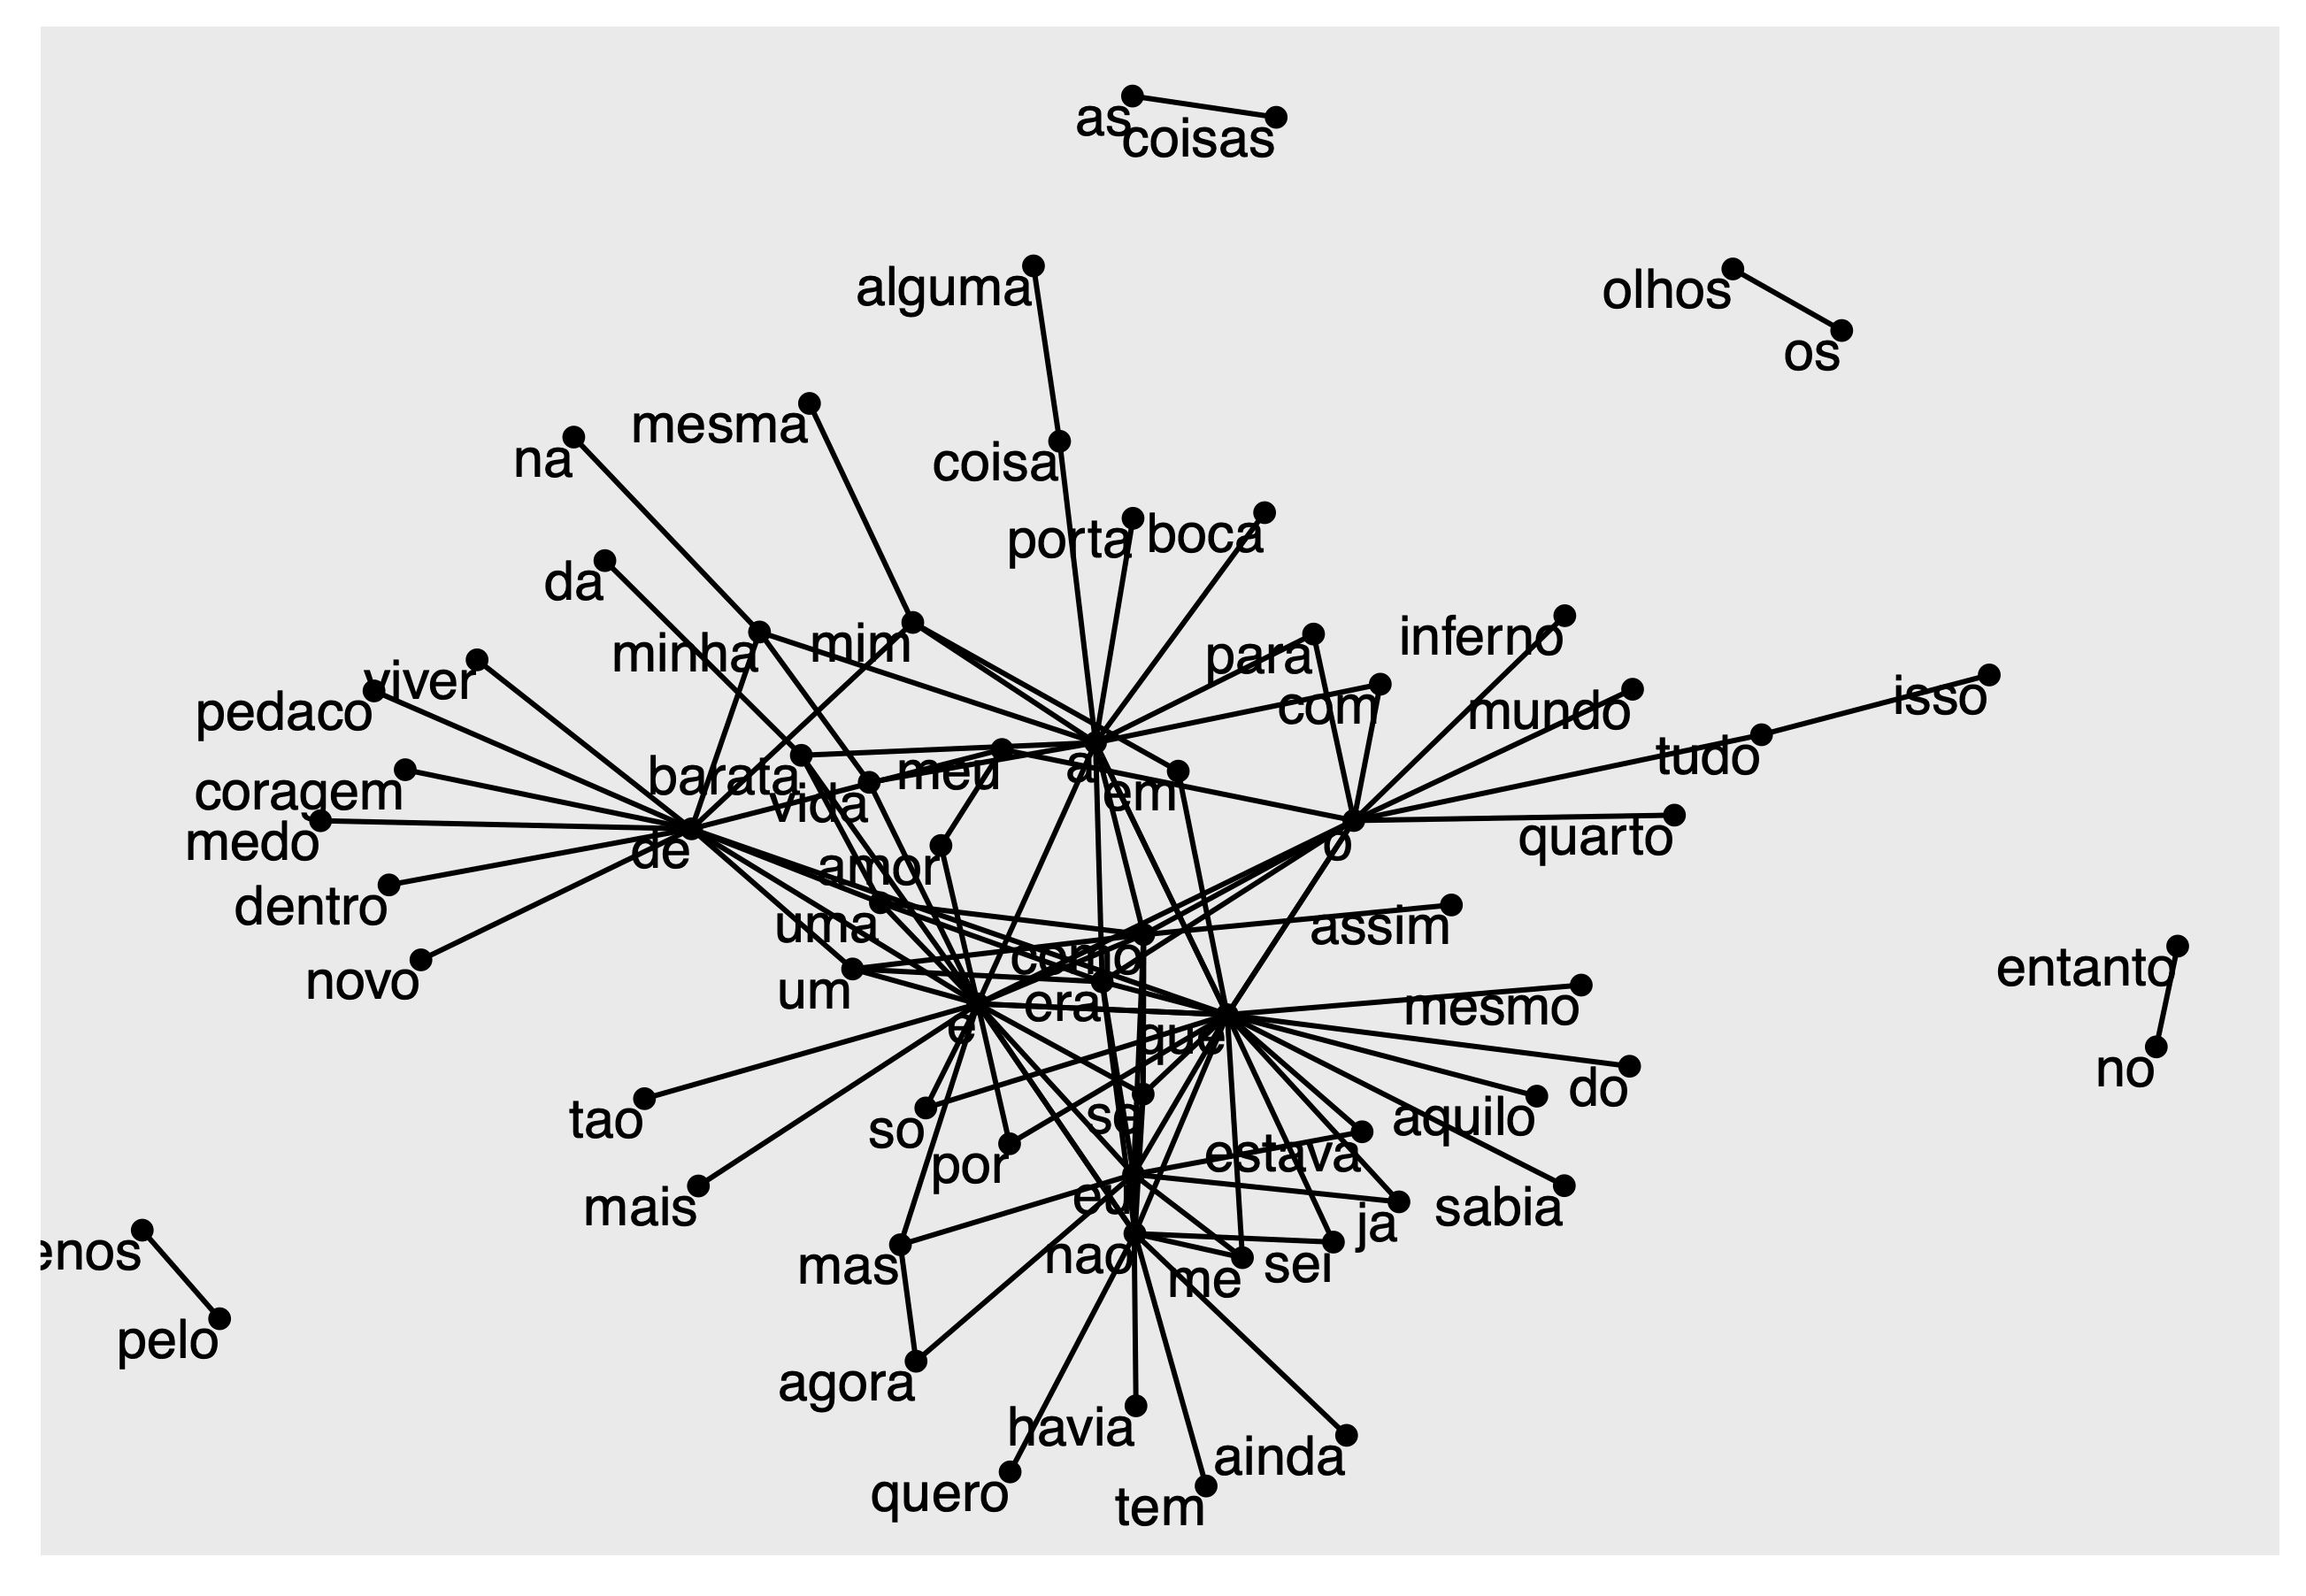 as
coisas
alguma
olhos
os
mesma
na
coisa
porta
boca
da
minha
mim
para
inferno
viver
pedaco
com
mundo
isso
barata
meu
a
em
tudo
coragem
vida
medo
de
o
quarto
amor
dentro
uma
assim
como
entanto
novo
um
era
mesmo
e
que
no
do
tao
so
se
aquilo
por
estava
mais
eu
sabia
ja
enos
mas
nao
me
sei
pelo
agora
havia
ainda
quero
tem